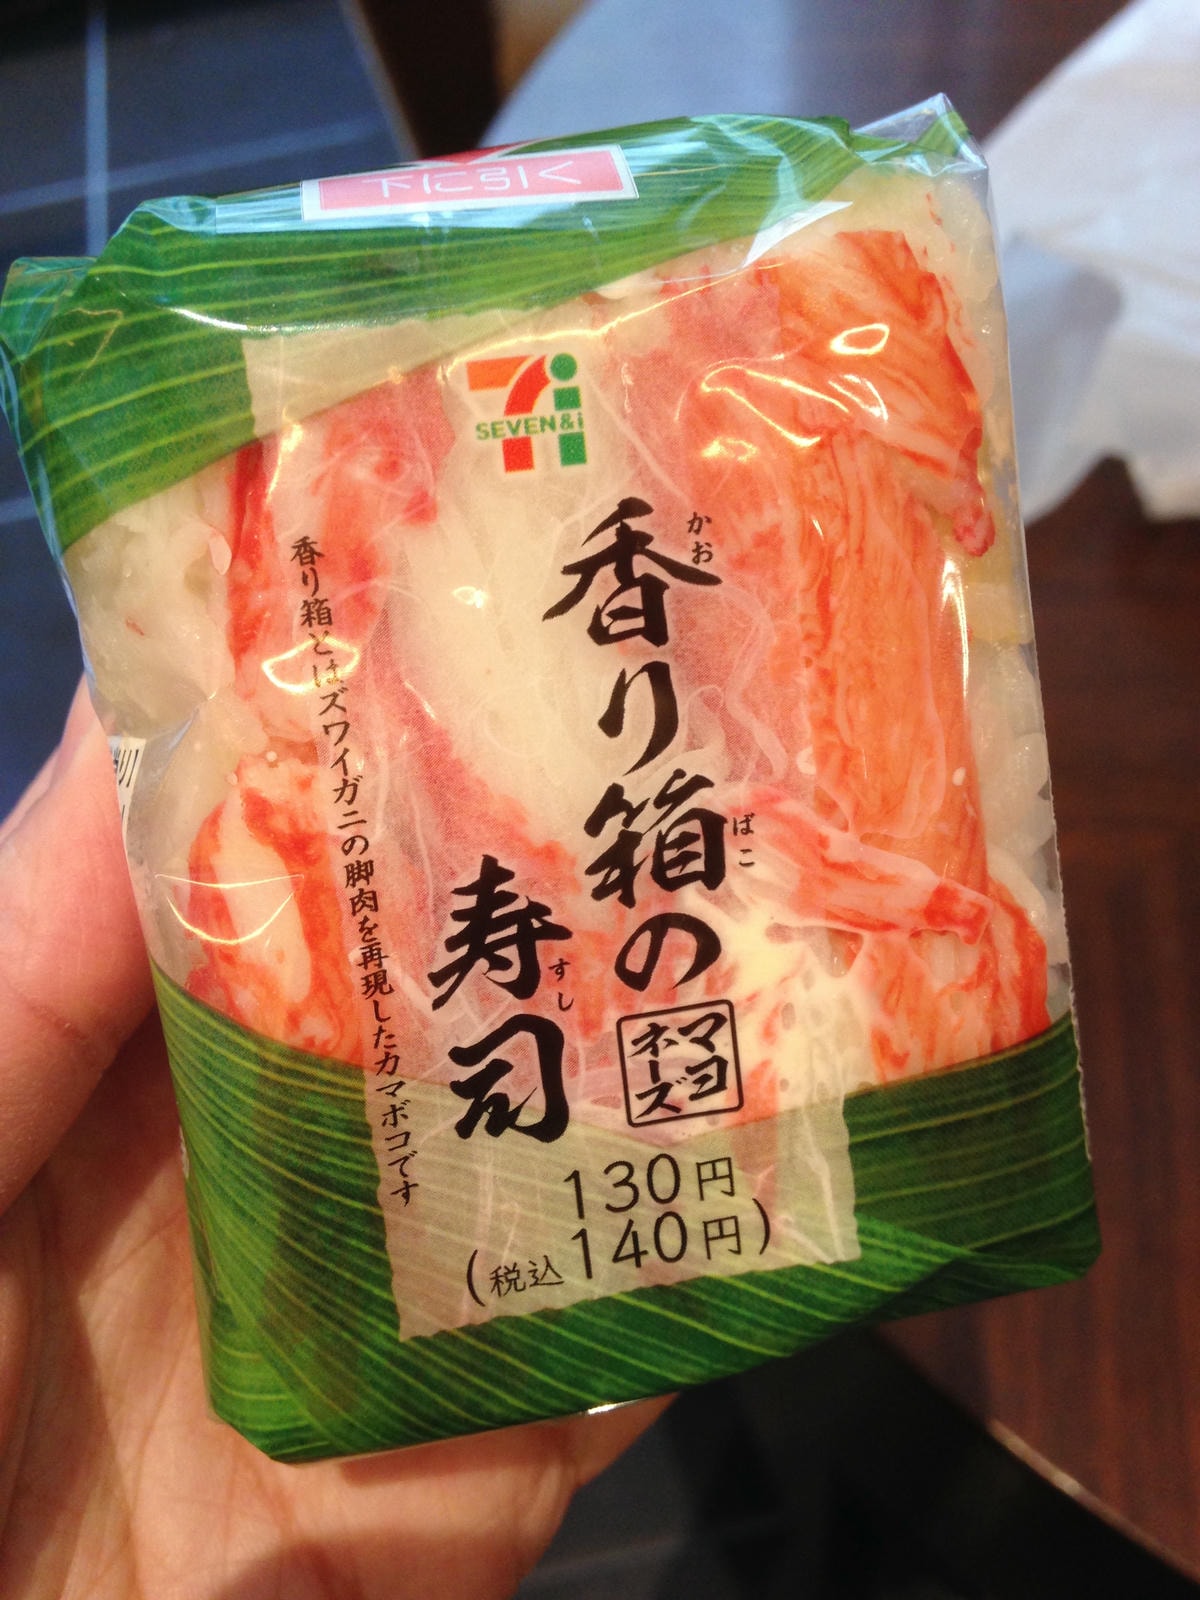 下に引く
7i
SEVEN&i
香り箱の
かお
ばこ
マヨ
ネーズ
寿司
すし
香り箱とはズワイガニの脚肉を再現したカマボコです
130円
(税込140円)